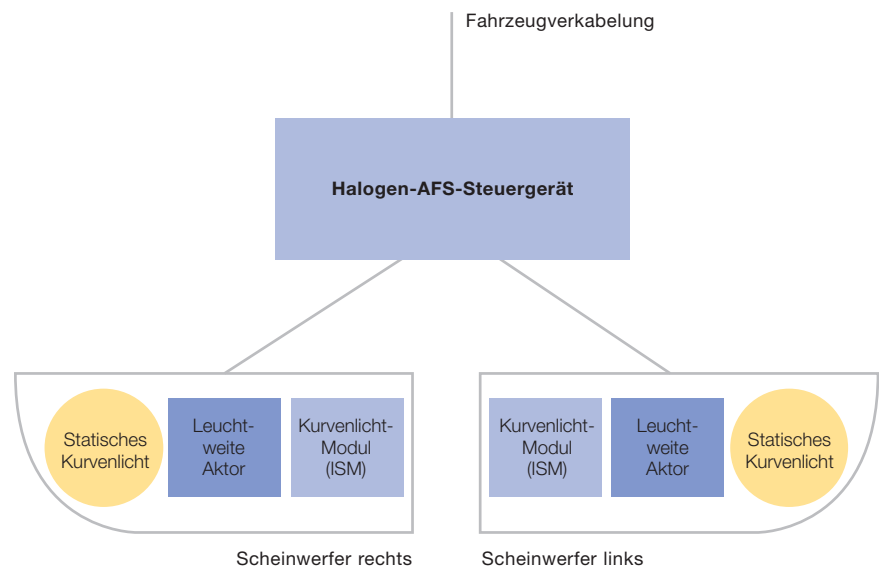 Fahrzeugverkabelung
Halogen-AFS-Steuergerät
Statisches
Kurvenlicht
Leucht-
weite
Aktor
Kurvenlicht-
Modul
(ISM)
Kurvenlicht-
Modul
(ISM)
Leucht-
weite
Aktor
Statisches
Kurvenlicht
Scheinwerfer rechts
Scheinwerfer links